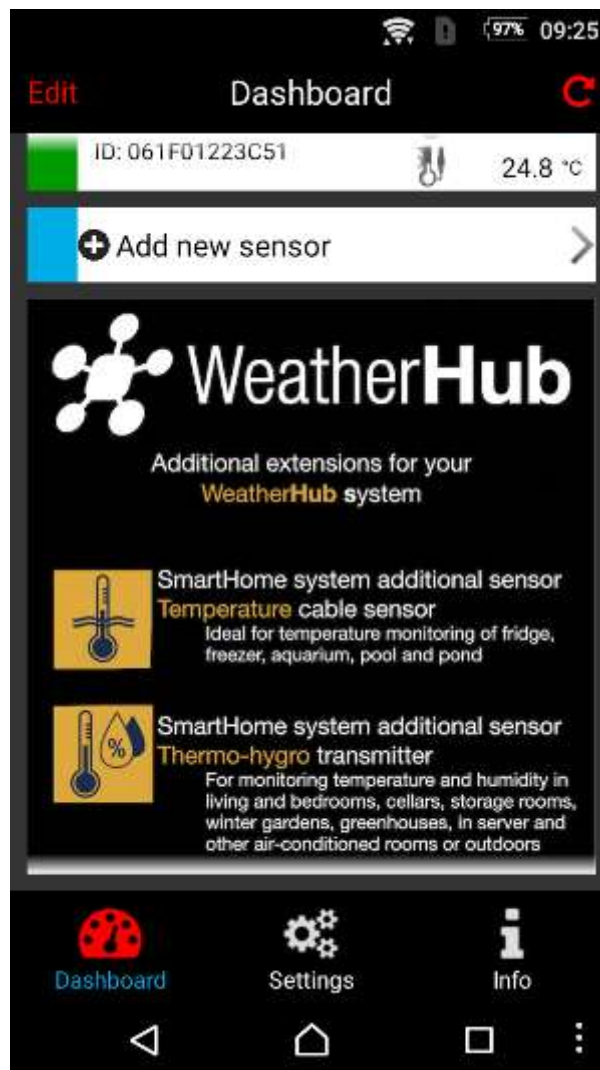 97% 09:25
Edit Dashboard
ID: 061F01223C51
24.8 °C
Add new sensor
WeatherHub
Additional extensions for your
WeatherHub system
SmartHome system additional sensor
Temperature cable sensor
Ideal for temperature monitoring of fridge,
freezer, aquarium, pool and pond
%
SmartHome system additional sensor
Thermo-hygro transmitter
For monitoring temperature and humidity in
living and bedrooms, cellars, storage rooms,
winter gardens, greenhouses, in server and
other air-conditioned rooms or outdoors
Dashboard Settings Info